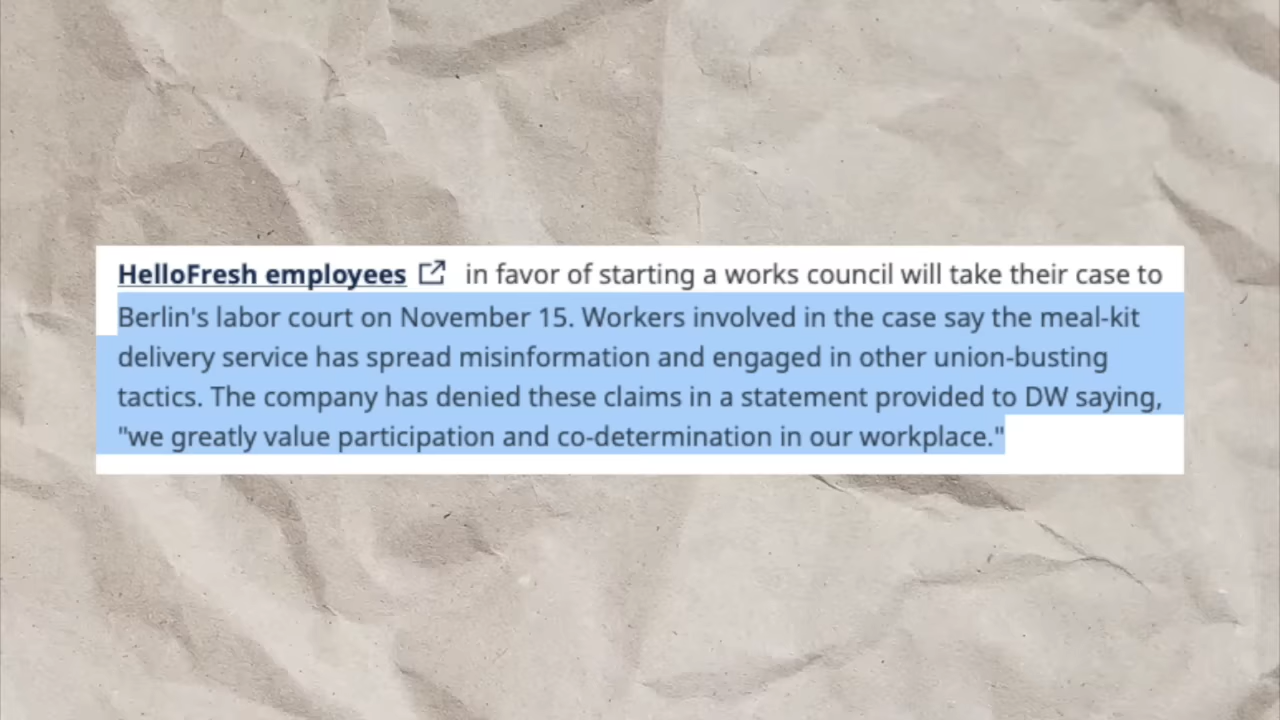 HelloFresh employees in favor of starting a works council will take their case to
Berlin's labor court on November 15. Workers involved in the case say the meal-kit
delivery service has spread misinformation and engaged in other union-busting
tactics. The company has denied these claims in a statement provided to DW saying,
"we greatly value participation and co-determination in our workplace."